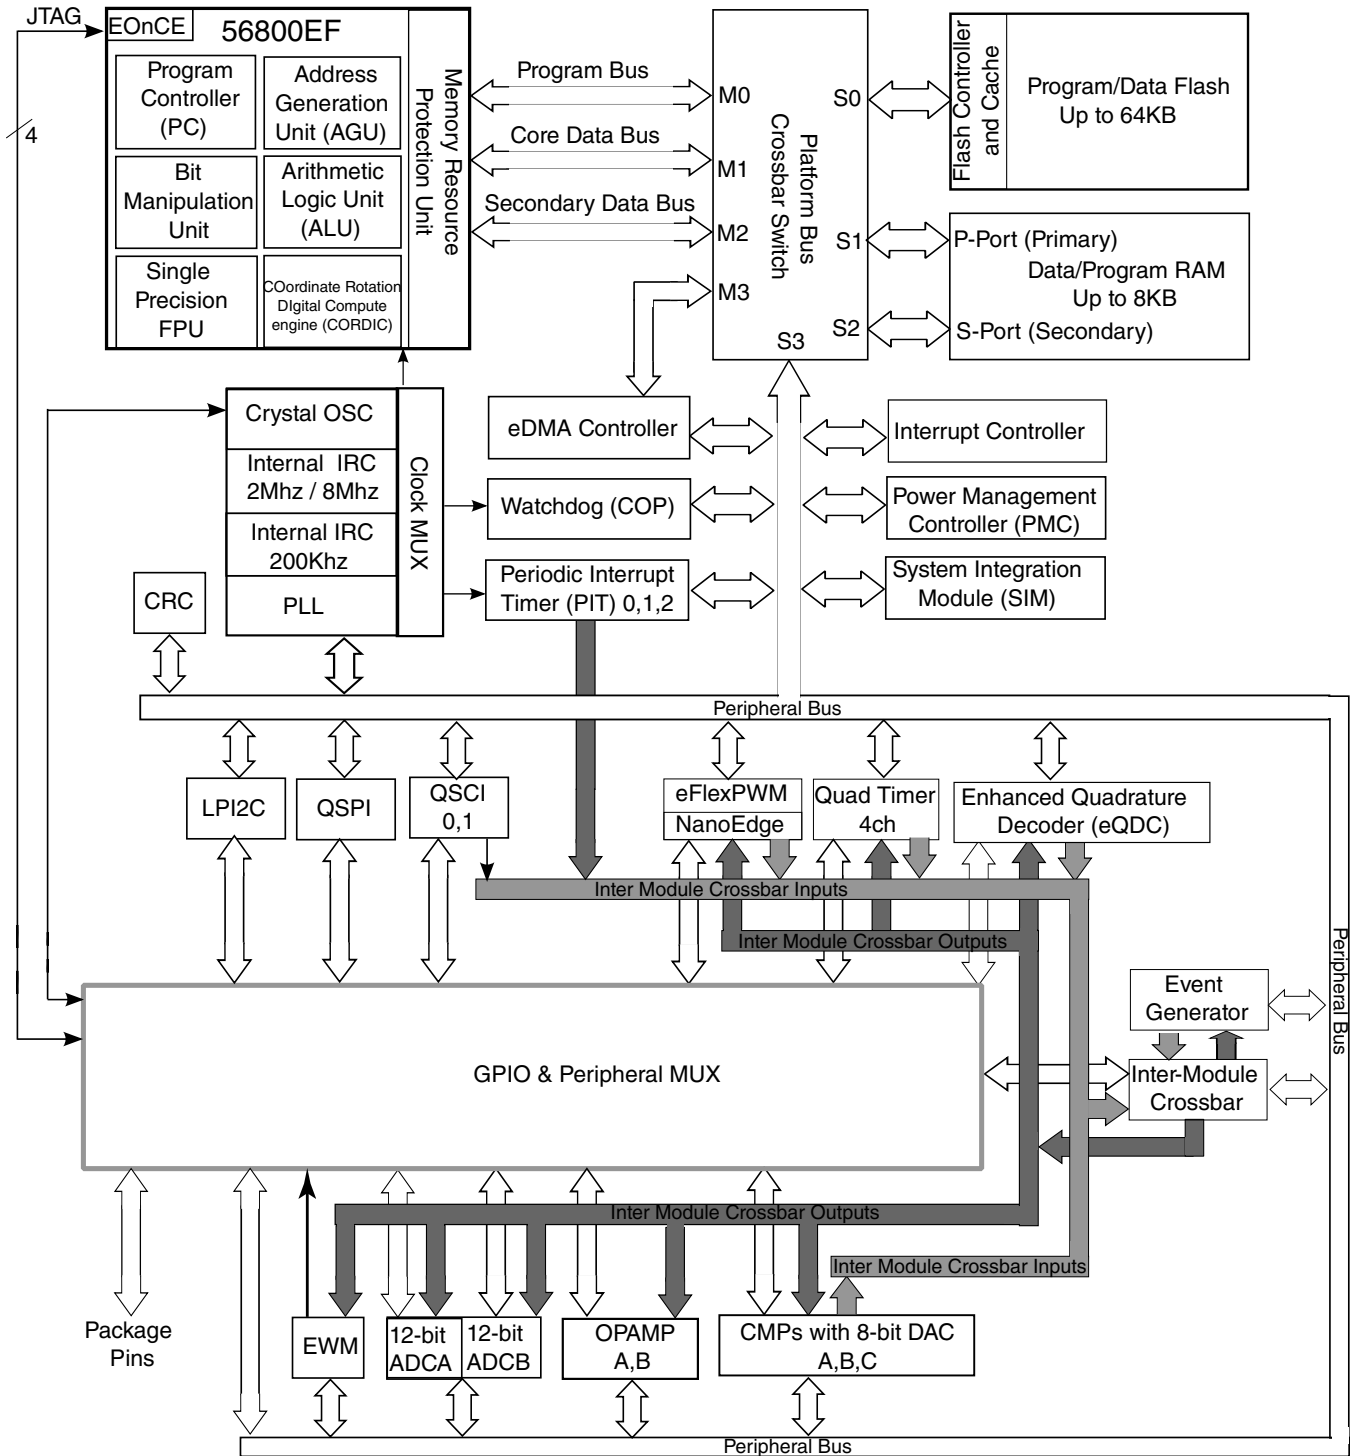 JTAG
4
EOnCE
56800EF
Program
Controller
(PC)
Address
Generation
Unit (AGU)
Bit
Manipulation
Unit
Arithmetic
Logic Unit
(ALU)
Single
Precision
FPU
COordinate Rotation
DIgital Compute
engine (CORDIC)
Memory Resource
Protection Unit
Program Bus
Core Data Bus
Secondary Data Bus
M0
M1
M2
M3
Platform Bus
Crossbar Switch
S0
S1
S2
S3
Flash Controller
and Cache
Program/Data Flash
Up to 64KB
P-Port (Primary)
Data/Program RAM
Up to 8KB
S-Port (Secondary)
Crystal OSC
Internal IRC
2Mhz / 8Mhz
Internal IRC
200Khz
PLL
Clock MUX
eDMA Controller
Watchdog (COP)
Periodic Interrupt
Timer (PIT) 0,1,2
Interrupt Controller
Power Management
Controller (PMC)
System Integration
Module (SIM)
CRC
Peripheral Bus
LPI2C
QSPI
QSCI
0,1
eFlexPWM
NanoEdge
Quad Timer
4ch
Enhanced Quadrature
Decoder (eQDC)
Inter Module Crossbar Inputs
Inter Module Crossbar Outputs
Peripheral Bus
Event
Generator
Inter-Module
Crossbar
GPIO & Peripheral MUX
Inter Module Crossbar Outputs
Inter Module Crossbar Inputs
Package
Pins
EWM
12-bit
ADCA
12-bit
ADCB
OPAMP
A,B
CMPs with 8-bit DAC
A,B,C
Peripheral Bus